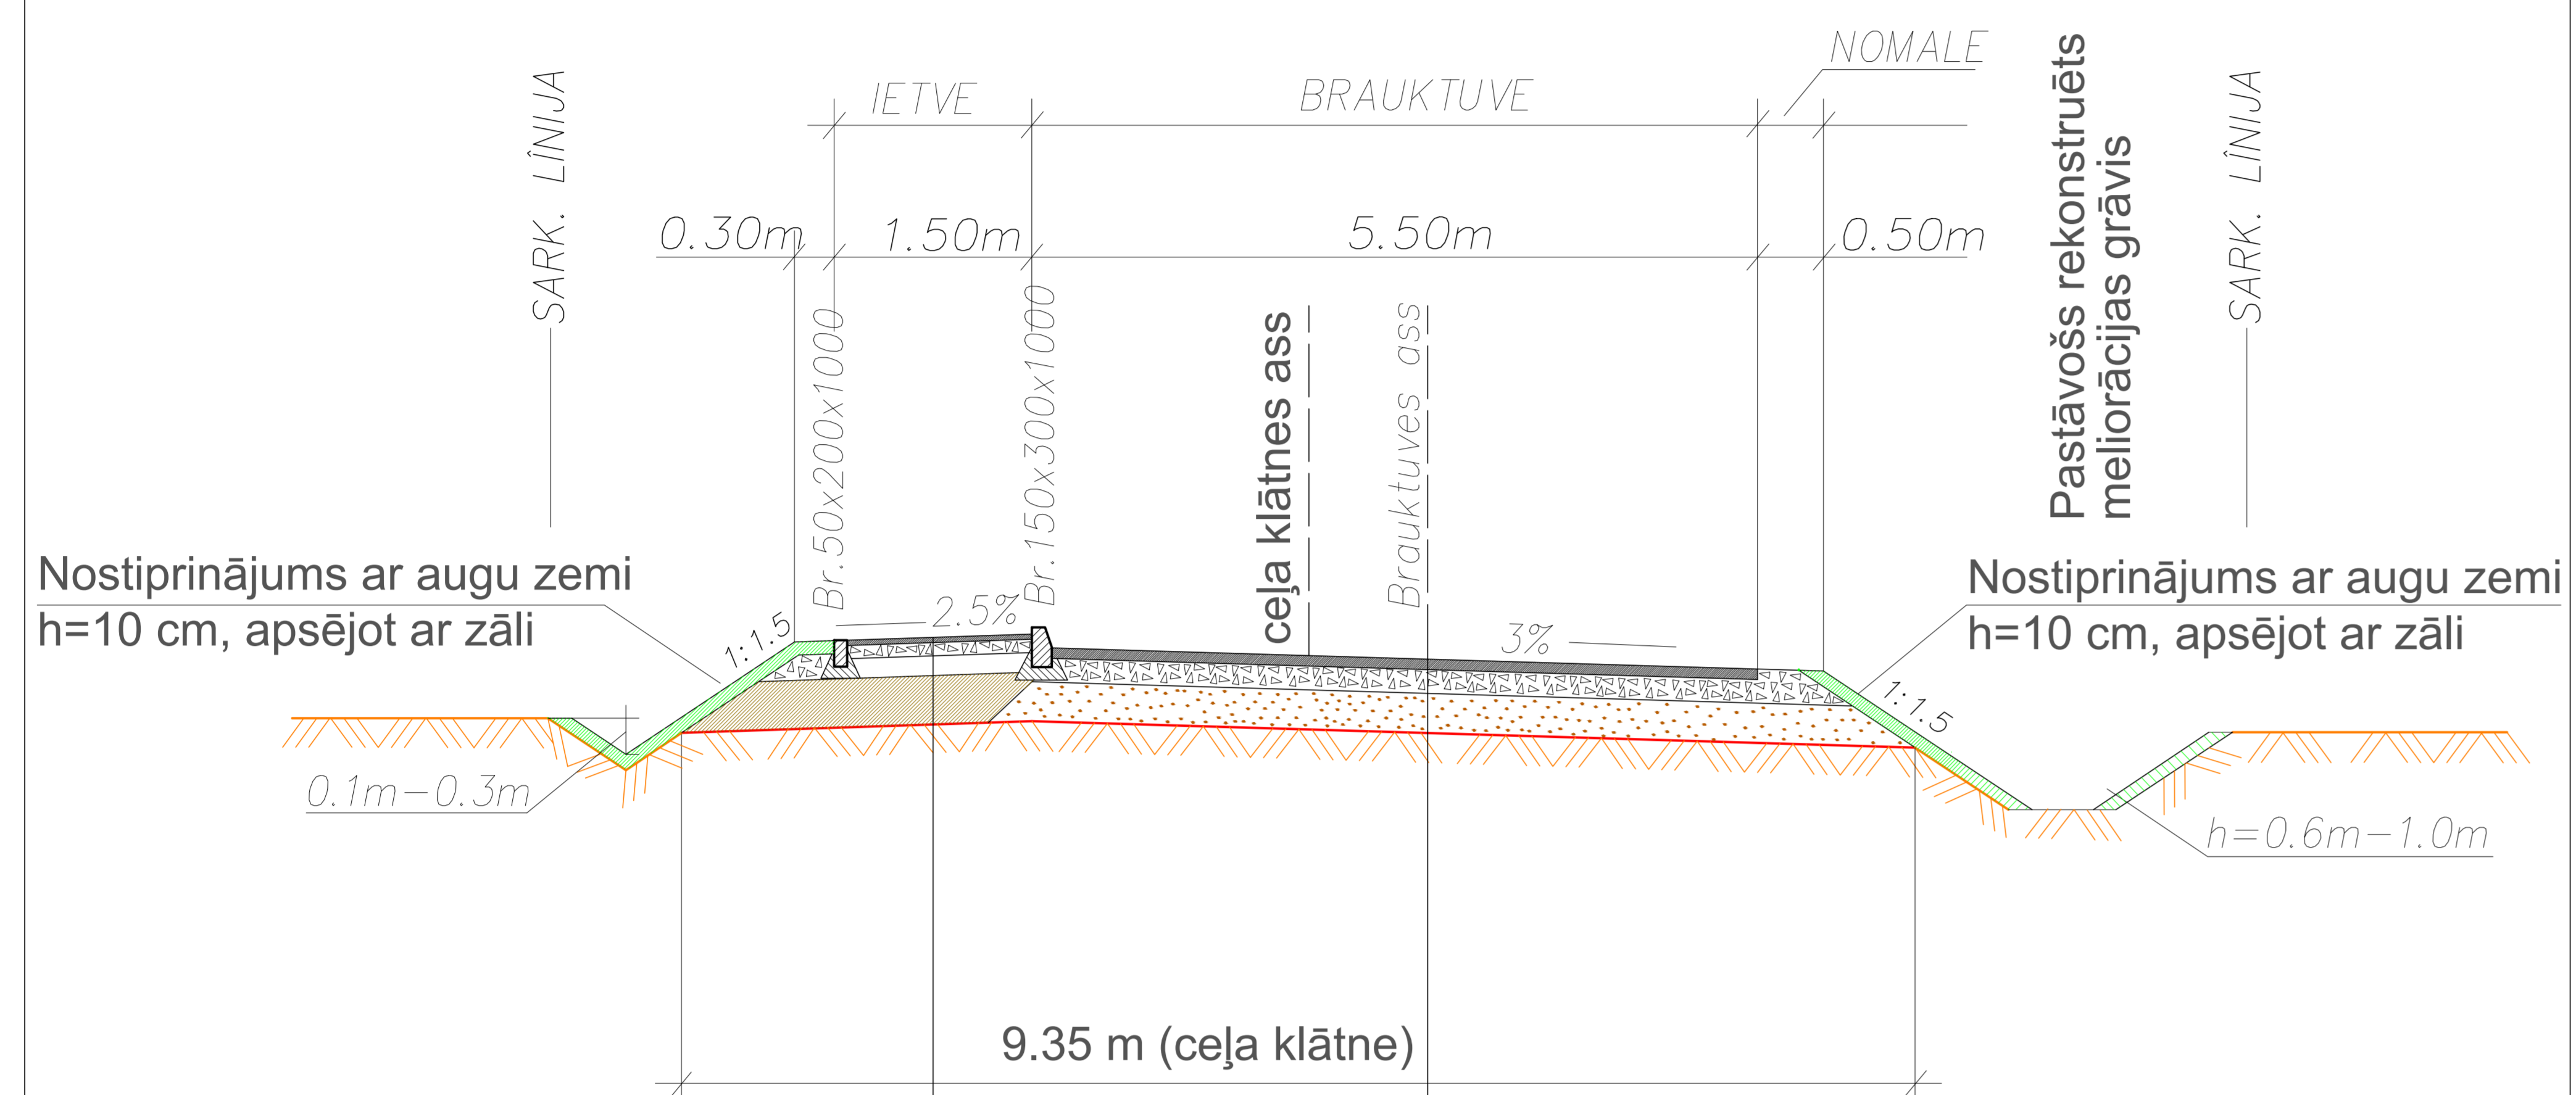 NOMALE
IETVE
BRAUKTUVE
SARK. LÎNIJA
SARK. LÎNIJA
Pastāvošs rekonstruēts
meliorācijas grāvis
0.30m
1.50m
5.50m
0.50m
Br.50x200x1000
Br.150x300x1000
ceļa klātnes ass
Brauktuves ass
Nostiprinājums ar augu zemi
h=10 cm, apsējot ar zāli
Nostiprinājums ar augu zemi
h=10 cm, apsējot ar zāli
1:1.5
2.5%
3%
1:1.5
0.1m-0.3m
h=0.6m-1.0m
9.35 m (ceļa klātne)